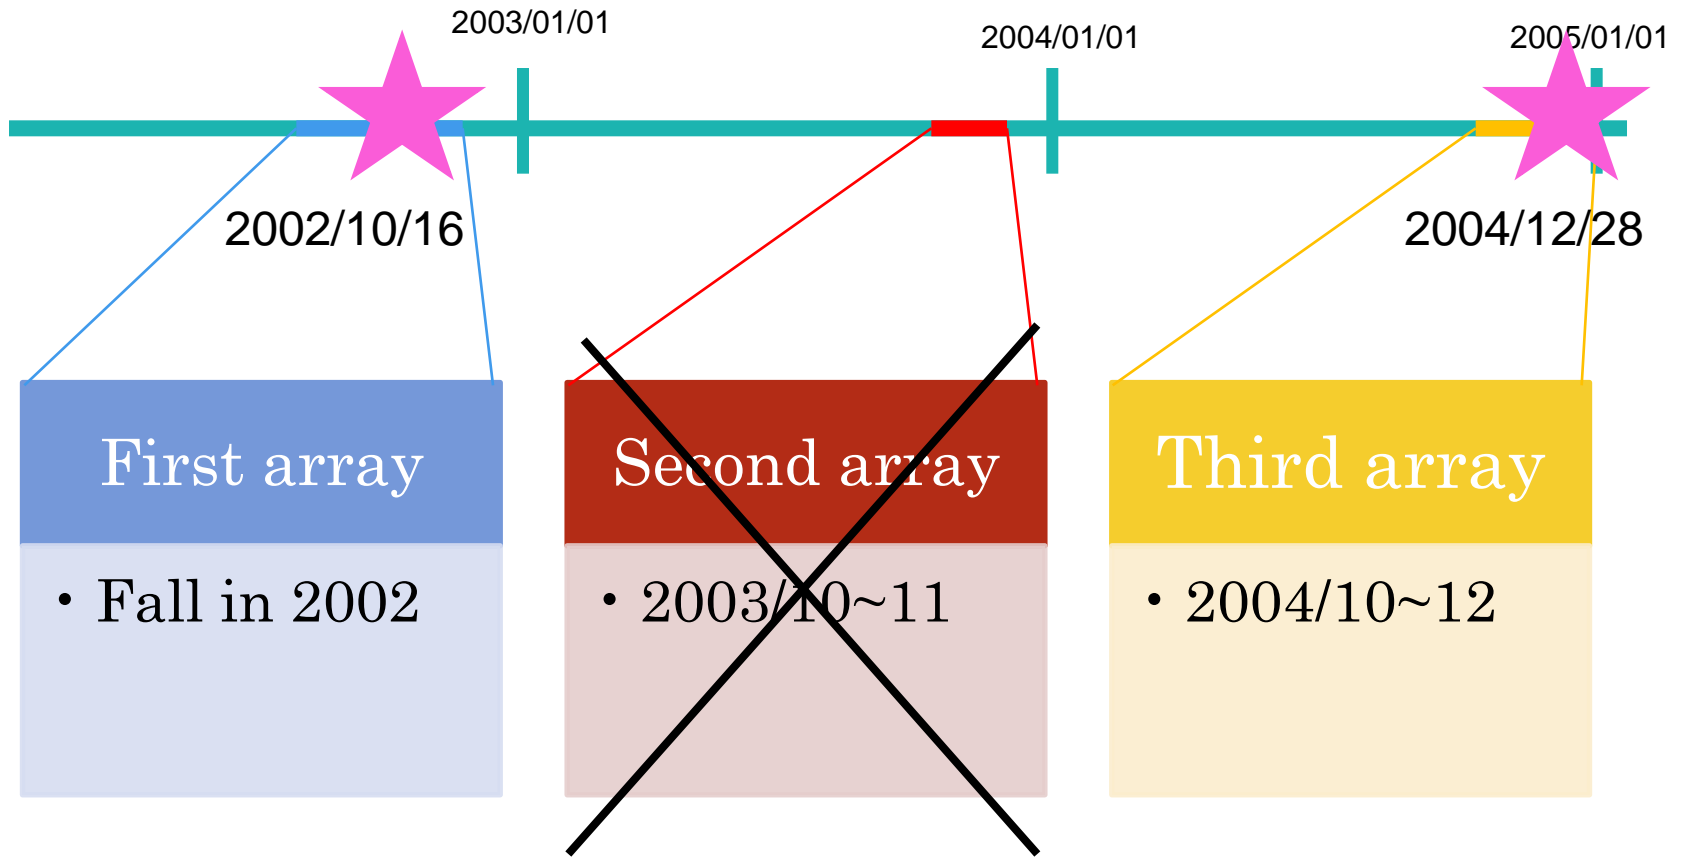 2003/01/01
2004/01/01
2005/01/01
2002/10/16
2004/12/28
First array
• Fall in 2002
Second array
• 2003/10~11
Third array
• 2004/10~12